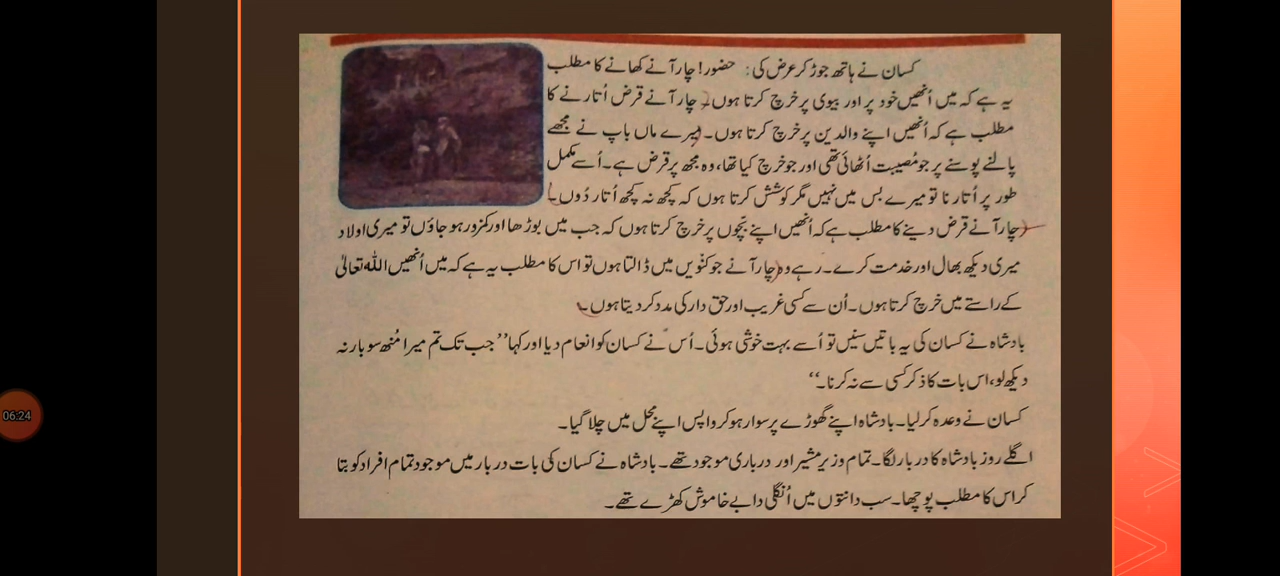 کسان نے ہاتھ جوڑ کر عرض کی: حضور! چار آنے کھانے کا مطلب
یہ ہے کہ میں اُنھیں خود پر اور بیوی پر خرچ کرتا ہوں۔ چار آنے قرض اُتارنے کا
مطلب ہے کہ اُنھیں اپنے والدین پر خرچ کرتا ہوں۔ میرے ماں باپ نے مجھے
پالنے پوسنے پر جو مُصیبت اُٹھائی تھی اور جو خرچ کیا تھا، وہ مجھ پر قرض ہے۔ اُسے مکمل
طور پر اُتارنا تو میرے بس میں نہیں مگر کوشش کرتا ہوں کہ کچھ نہ کچھ اُتار دُوں۔
چار آنے قرض دینے کا مطلب ہے کہ اُنھیں اپنے بچّوں پر خرچ کرتا ہوں کہ جب میں بوڑھا اور کمزور ہو جاؤں تو میری اولاد
میری دیکھ بھال اور خدمت کرے۔ رہے وہ چار آنے جو کنویں میں ڈالتا ہوں تو اس کا مطلب یہ ہے کہ میں اُنھیں اللہ تعالیٰ
کے راستے میں خرچ کرتا ہوں۔ اُن سے کسی غریب اور حق دار کی مدد کر دیتا ہوں۔
بادشاہ نے کسان کی یہ باتیں سنیں تو اُسے بہت خوشی ہوئی۔ اُس نے کسان کو انعام دیا اور کہا ’’جب تک تم میرا مُنھ سو بار نہ
دیکھ لو، اس بات کا ذکر کسی سے نہ کرنا۔‘‘
کسان نے وعدہ کر لیا۔ بادشاہ اپنے گھوڑے پر سوار ہو کر واپس اپنے محل میں چلا گیا۔
اگلے روز بادشاہ کا دربار لگا۔ تمام وزیر مشیر اور درباری موجود تھے۔ بادشاہ نے کسان کی بات دربار میں موجود تمام افراد کو بتا
کر اس کا مطلب پوچھا۔ سب دانتوں میں اُنگلی دابے خاموش کھڑے تھے۔
06:24